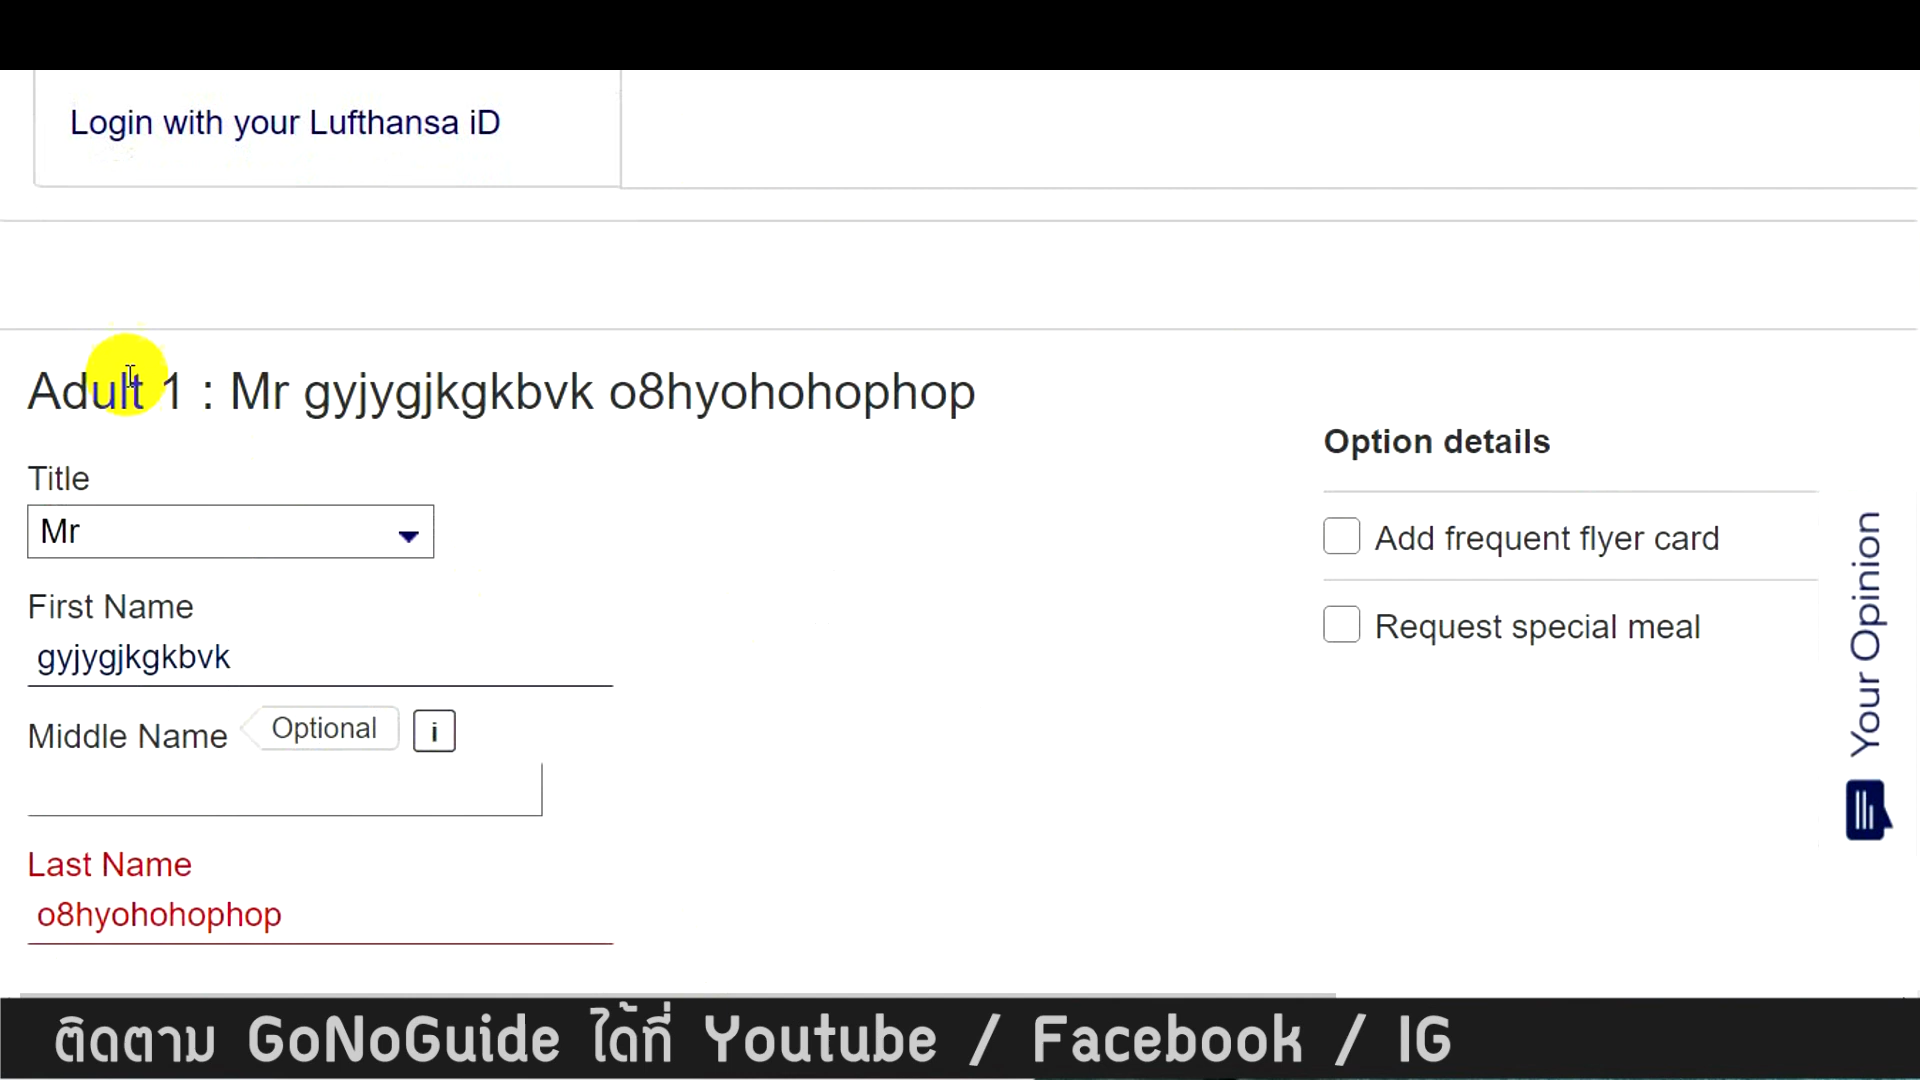 Login with your Lufthansa iD
Adult 1 : Mr gyjygjkgkbvk o8hyohohophop
Title
Mr
First Name
gyjygjkgkbvk
Middle Name Optional i
Last Name
o8hyohohophop
Option details
Add frequent flyer card
Request special meal
Your Opinion
ติดตาม GoNoGuide ได้ที่ Youtube / Facebook / IG